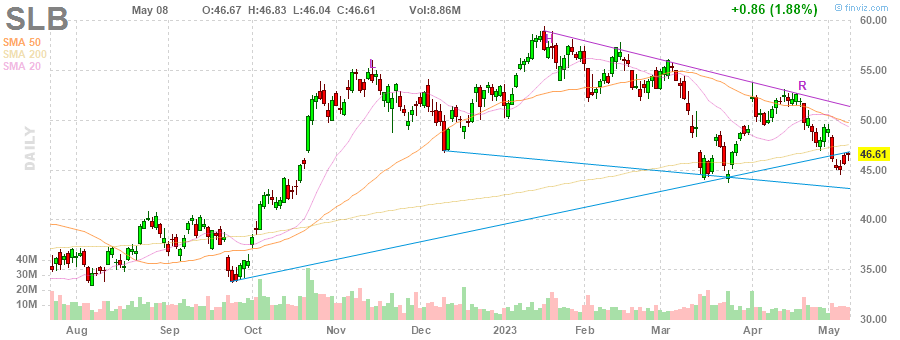 SLB
May 08
O:46.67
H:46.83
L:46.04
C:46.61
Vol:8.86M
+0.86 (1.88%)
© finviz.com
SMA 50
SMA 200
SMA 20
DAILY
60.00
55.00
50.00
46.61
45.00
40.00
35.00
30.00
40M
30M
20M
10M
R
Aug
Sep
Oct
Nov
Dec
2023
Feb
Mar
Apr
May